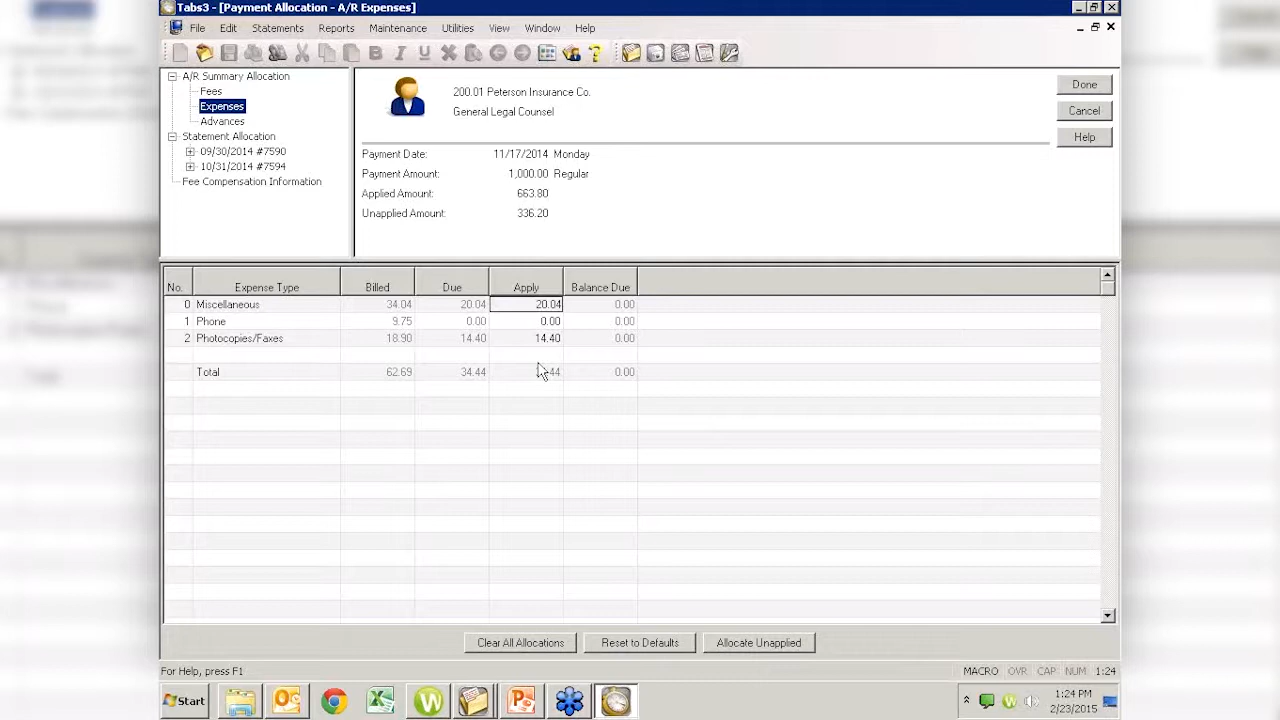 Tabs3 - [Payment Allocation - A/R Expenses]
File Edit Statements Reports Maintenance Utilities View Window Help
A/R Summary Allocation
Fees
Expenses
Advances
Statement Allocation
09/30/2014 #7590
10/31/2014 #7594
Fee Compensation Information
200.01 Peterson Insurance Co.
General Legal Counsel
Payment Date: 11/17/2014 Monday
Payment Amount: 1,000.00 Regular
Applied Amount: 663.80
Unapplied Amount: 336.20
Done
Cancel
Help
No. Expense Type Billed Due Apply Balance Due
0 Miscellaneous 34.04 20.04 20.04 0.00
1 Phone 9.75 0.00 0.00 0.00
2 Photocopies/Faxes 18.90 14.40 14.40 0.00
Total 62.69 34.44 0.00
Clear All Allocations Reset to Defaults Allocate Unapplied
For Help, press F1
MACRO OVR CAP NUM 1:24
Start
1:24 PM
2/23/2015